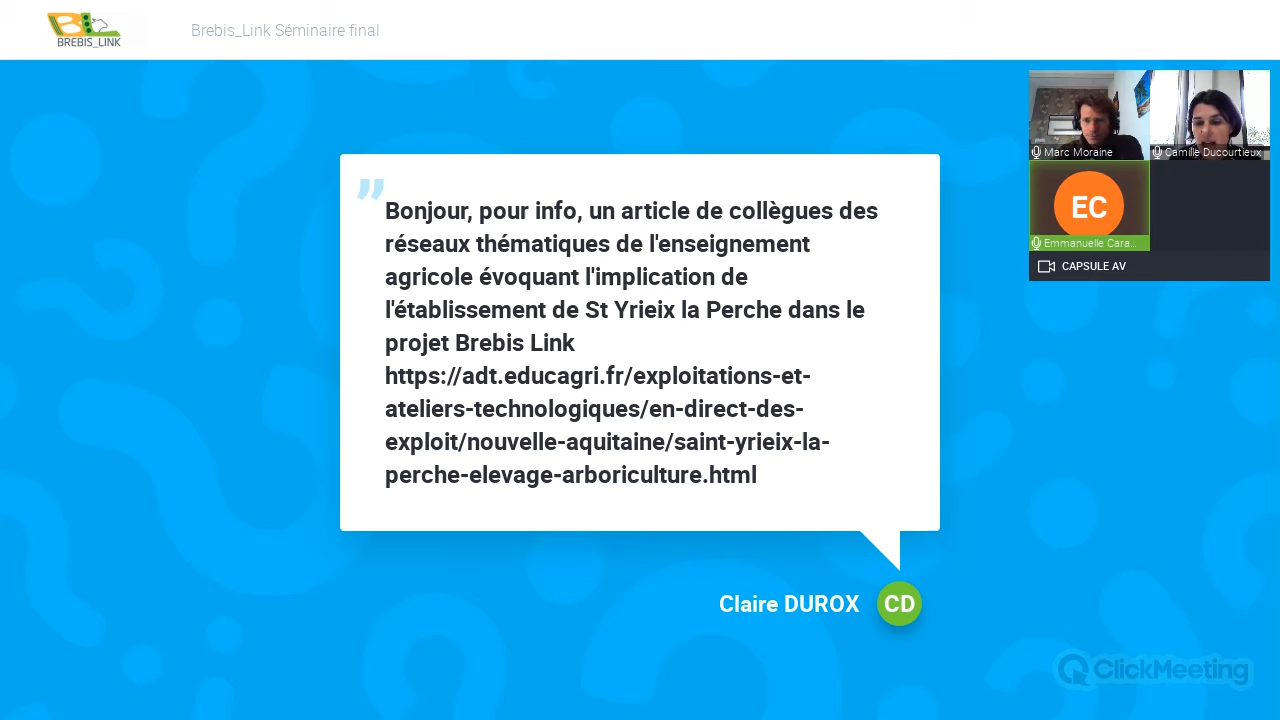 BREBIS_LINK
Brebis_Link Séminaire final
Marc Moraine
Camille Ducourtieux
EC
Emmanuelle Cara...
CAPSULE AV
"
Bonjour, pour info, un article de collègues des
réseaux thématiques de l'enseignement
agricole évoquant l'implication de
l'établissement de St Yrieix la Perche dans le
projet Brebis Link
https://adt.educagri.fr/exploitations-et-
ateliers-technologiques/en-direct-des-
exploit/nouvelle-aquitaine/saint-yrieix-la-
perche-elevage-arboriculture.html
Claire DUROX
CD
ClickMeeting